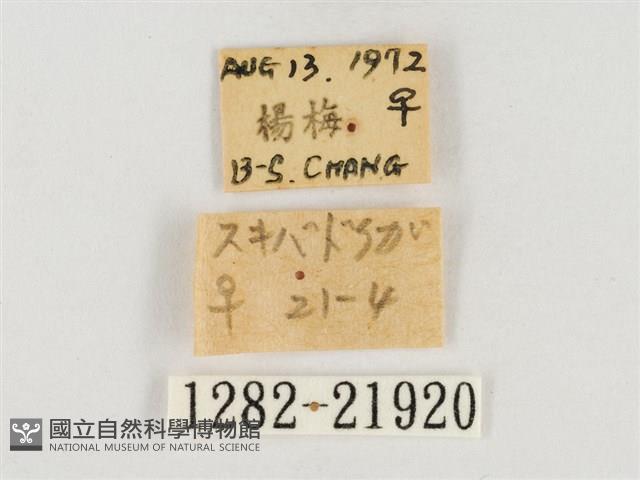 AUG 13. 1972
楊梅 ♀
B-S. CHANG
スキバドクガ
♀ 21-4
1282-21920
國立自然科學博物館
NATIONAL MUSEUM OF NATURAL SCIENCE